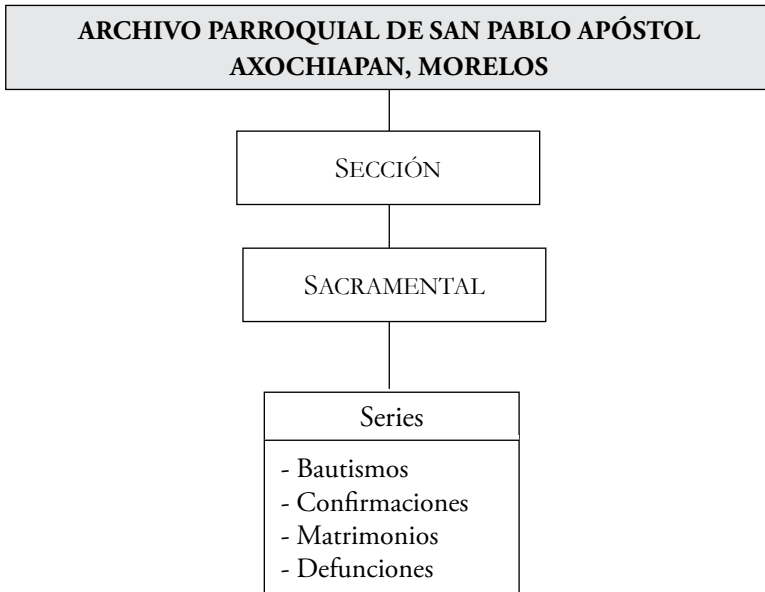 ARCHIVO PARROQUIAL DE SAN PABLO APÓSTOL
AXOCHIAPAN, MORELOS
SECCIÓN
SACRAMENTAL
Series
- Bautismos
- Confirmaciones
- Matrimonios
- Defunciones